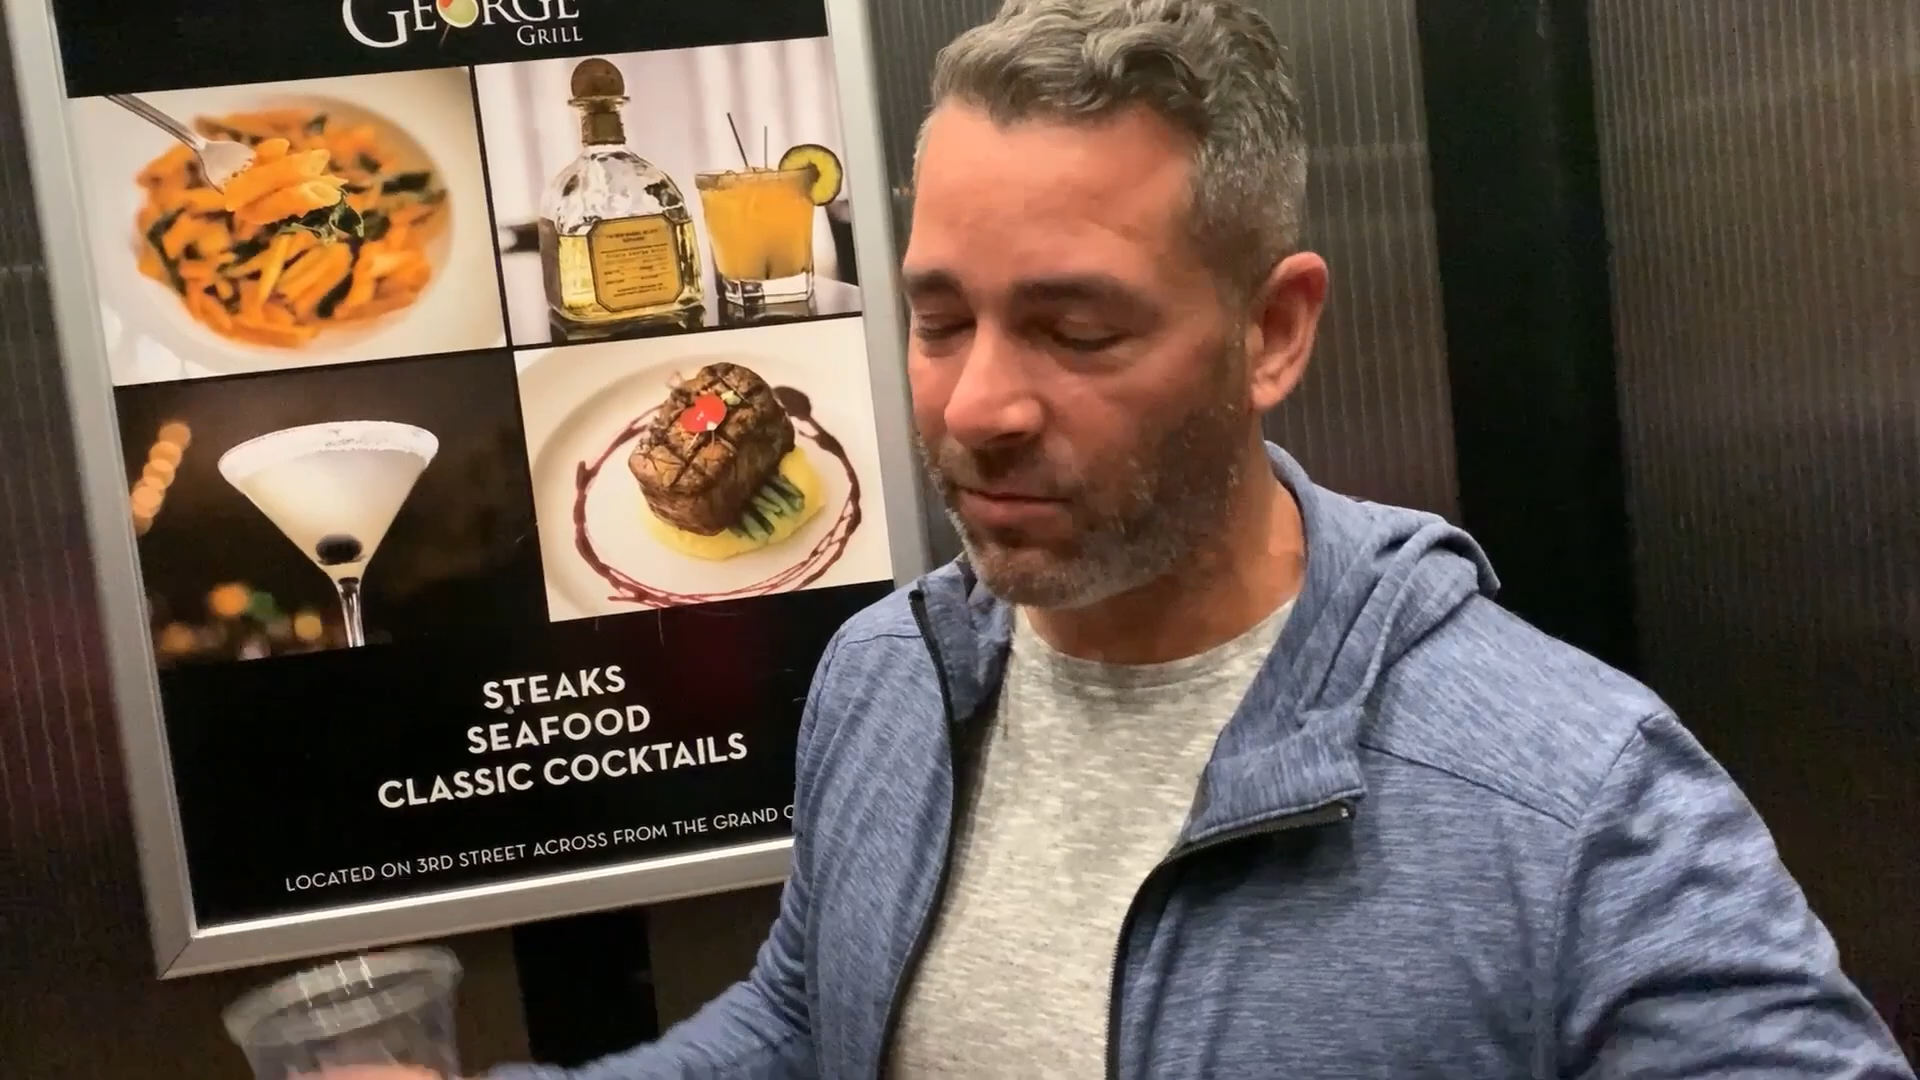 GEORGE
GRILL
STEAKS
SEAFOOD
CLASSIC COCKTAILS
LOCATED ON 3RD STREET ACROSS FROM THE GRAND